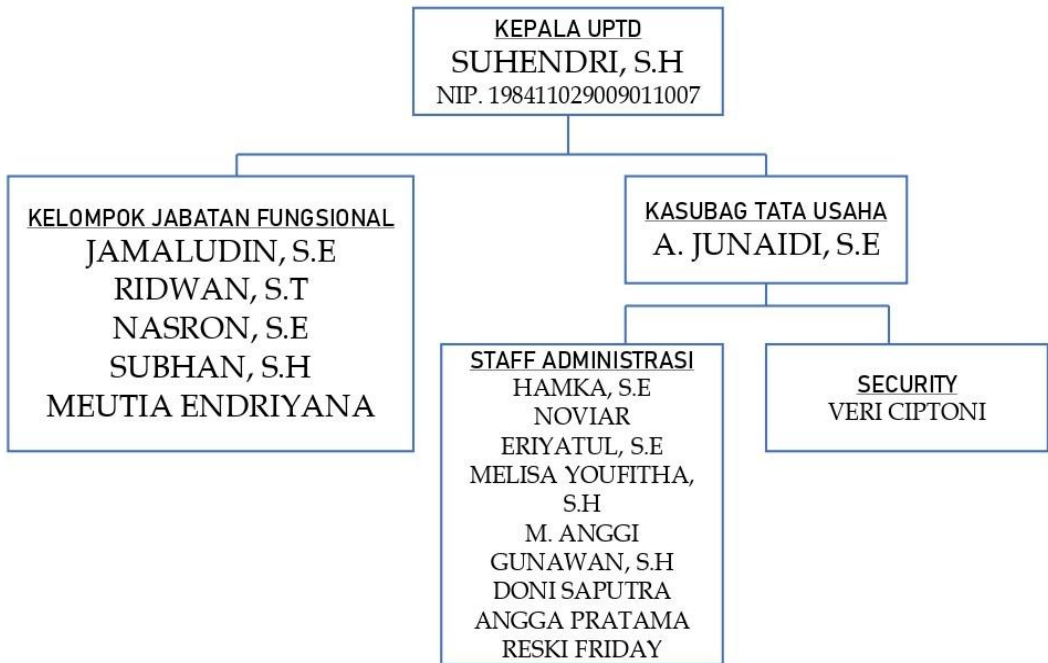 KEPALA UPTD
SUHENDRI, S.H
NIP. 198411029009011007
KELOMPOK JABATAN FUNGSIONAL
JAMALUDIN, S.E
RIDWAN, S.T
NASRON, S.E
SUBHAN, S.H
MEUTIA ENDRIYANA
KASUBAG TATA USAHA
A. JUNAIDI, S.E
STAFF ADMINISTRASI
HAMKA, S.E
NOVIAR
ERIYATUL, S.E
MELISA YOUFITHA,
S.H
M. ANGGI
GUNAWAN, S.H
DONI SAPUTRA
ANGGA PRATAMA
RESKI FRIDAY
SECURITY
VERI CIPTONI